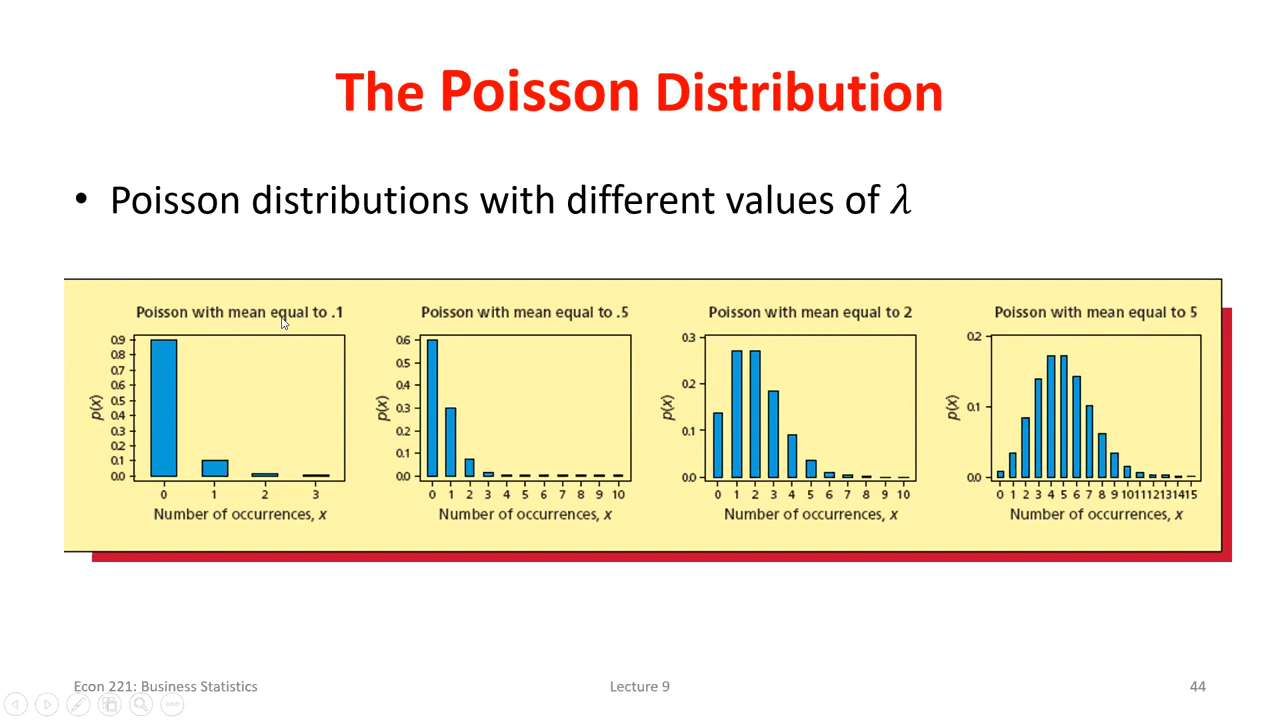 The Poisson Distribution
• Poisson distributions with different values of λ
Poisson with mean equal to .1
0.9
0.8
0.7
0.6
0.5
0.4
0.3
0.2
0.1
0.0
p(x)
0 1 2 3
Number of occurrences, x
Poisson with mean equal to .5
0.6
0.5
0.4
0.3
0.2
0.1
0.0
p(x)
0 1 2 3 4 5 6 7 8 9 10
Number of occurrences, x
Poisson with mean equal to 2
0.3
0.2
0.1
0.0
p(x)
0 1 2 3 4 5 6 7 8 9 10
Number of occurrences, x
Poisson with mean equal to 5
0.2
0.1
0.0
p(x)
0 1 2 3 4 5 6 7 8 9 10 11 12 13 14 15
Number of occurrences, x
Econ 221: Business Statistics
Lecture 9
44